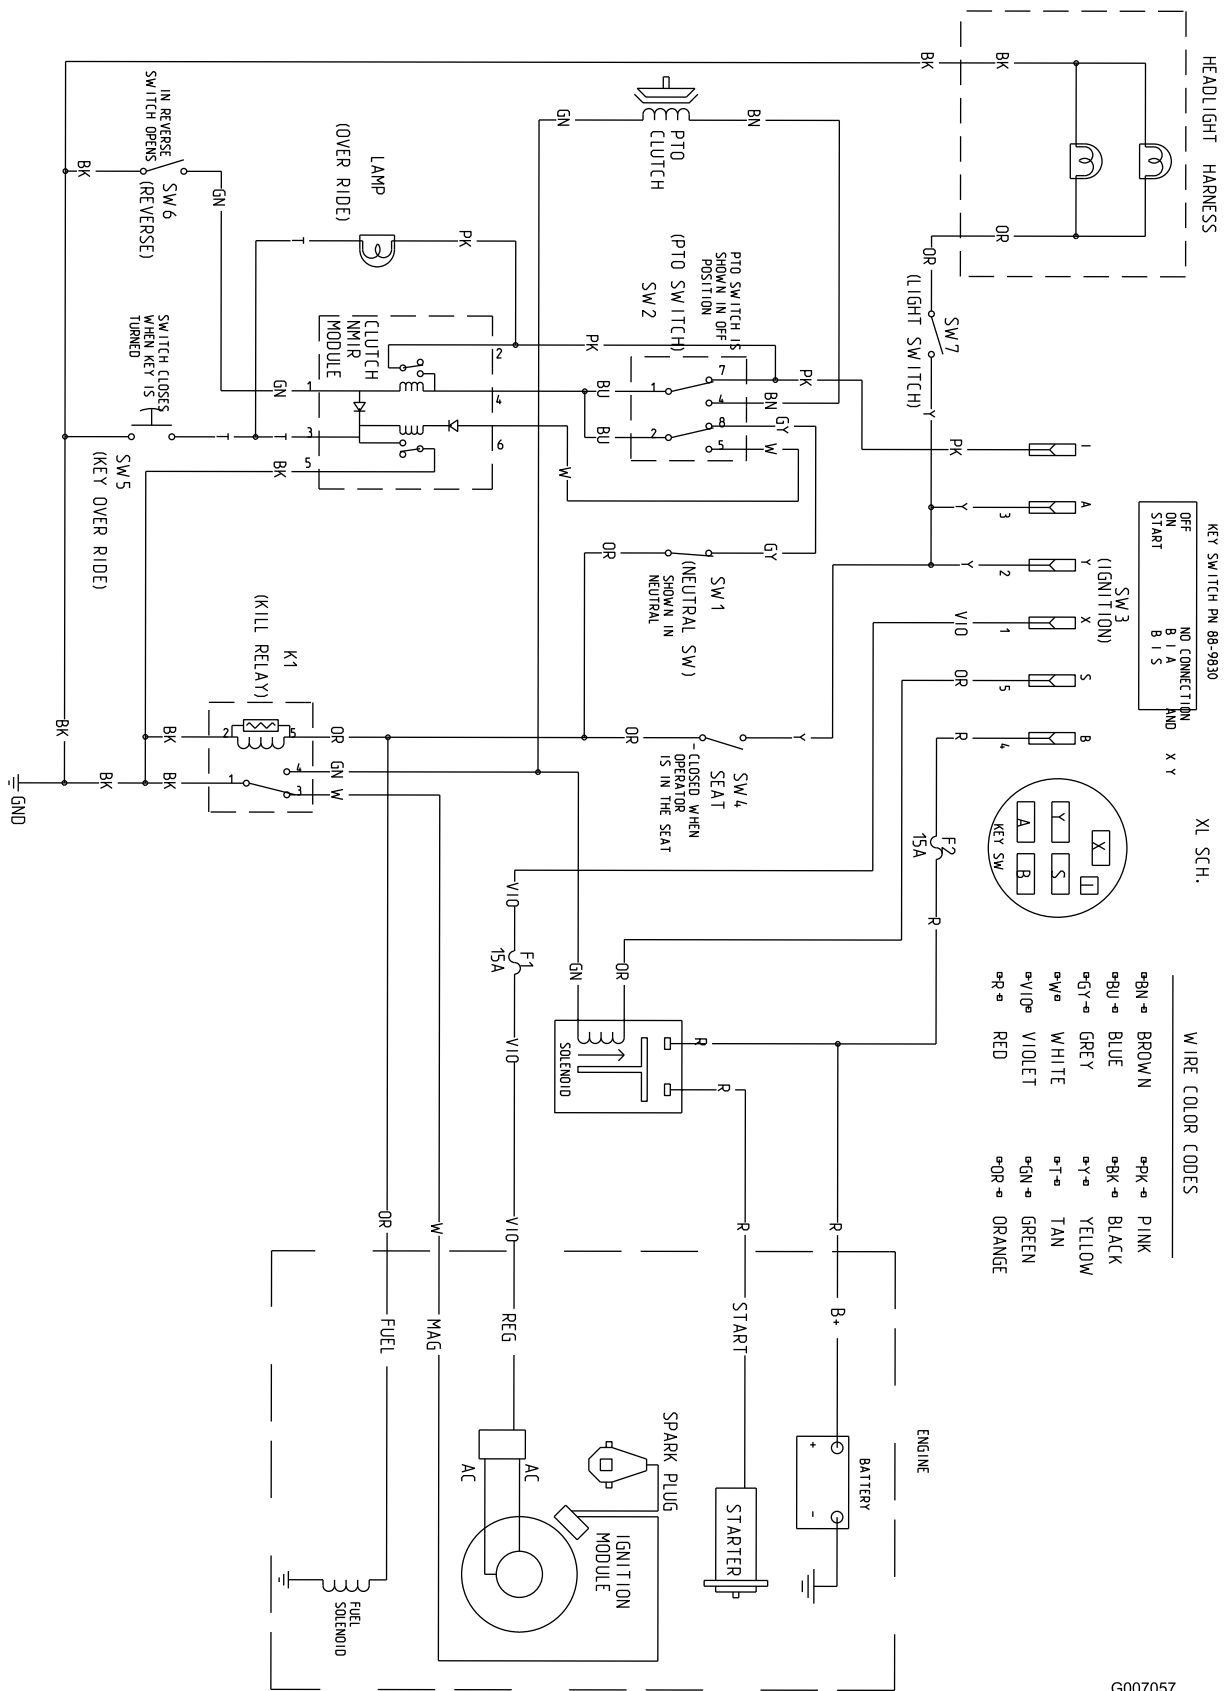 HEADLIGHT HARNESS
BK
BK
OR
OR
SW7
(LIGHT SWITCH)
Y
BN
GN
PTO
CLUTCH
IN REVERSE
SWITCH OPENS
SW6
(REVERSE)
BK
GN
LAMP
(OVER RIDE)
T
PK
PTO SWITCH IS
SHOWN IN OFF
POSITION
(PTO SWITCH)
SW2
PK
PK
BN
GY
W
BU
BU
1
2
7
4
8
5
CLUTCH
NMIR
MODULE
1
2
3
4
5
6
GN
T
T
BK
W
SWITCH CLOSES
WHEN KEY IS
TURNED
SW5
(KEY OVER RIDE)
KEY SWITCH PN 88-9830
OFF NO CONNECTION
ON B I A AND X Y
START B I S
SW3
(IGNITION)
PK I
Y A 3
Y Y 2
VIO X 1
OR S 5
R B 4
GY
OR
SW1
(NEUTRAL SW)
SHOWN IN
NEUTRAL
K1
(KILL RELAY)
2
5
1
4
3
BK
BK
BK
BK
GND
OR
GN
W
OR
Y
SW4
SEAT
- CLOSED WHEN
OPERATOR
IS IN THE SEAT
XL SCH.
KEY SW
X
Y
S
I
A
B
F2
15A
R
VIO
F1
15A
VIO
GN
OR
SOLENOID
R
R
WIRE COLOR CODES
BN BROWN
BU BLUE
GY GREY
W WHITE
VIO VIOLET
R RED
PK PINK
BK BLACK
Y YELLOW
T TAN
GN GREEN
OR ORANGE
OR
W
VIO
R
R
FUEL
MAG
REG
START
B+
ENGINE
BATTERY
+
-
STARTER
SPARK PLUG
IGNITION
MODULE
AC
AC
FUEL
SOLENOID
G007057